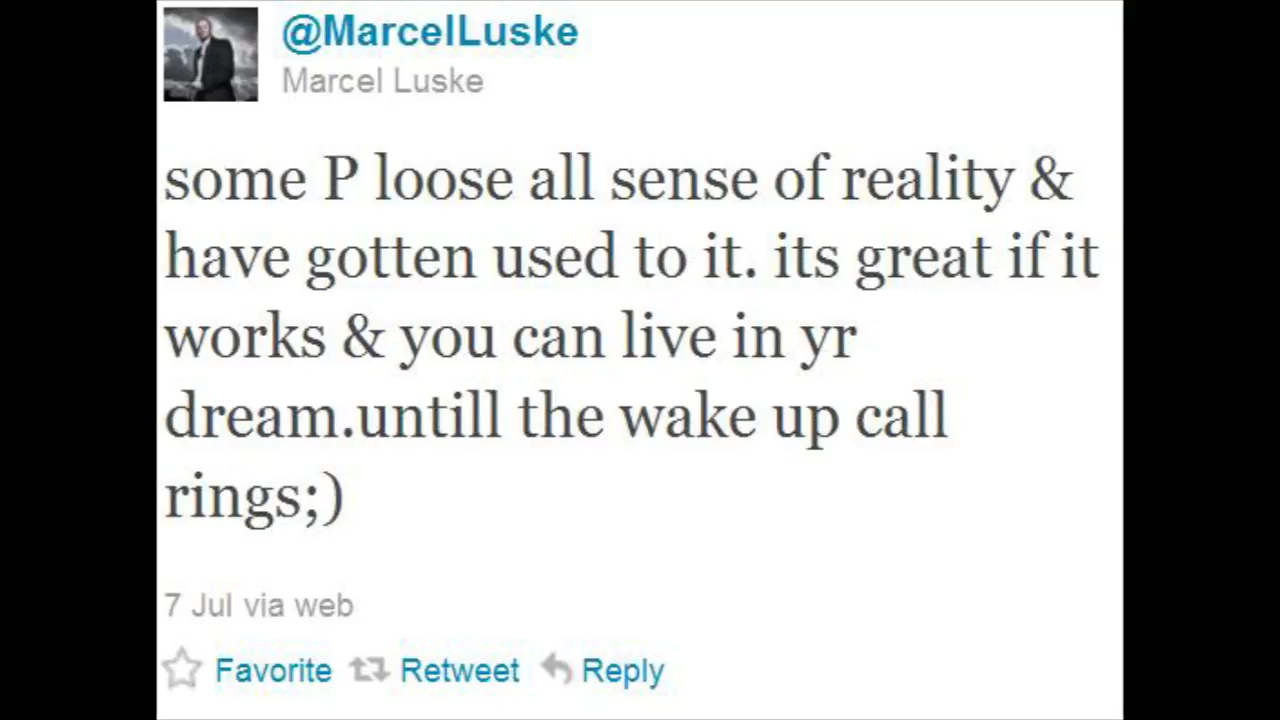 @MarcelLuske
Marcel Luske
some P loose all sense of reality &
have gotten used to it. its great if it
works & you can live in yr
dream.untill the wake up call
rings;)
7 Jul via web
Favorite Retweet Reply